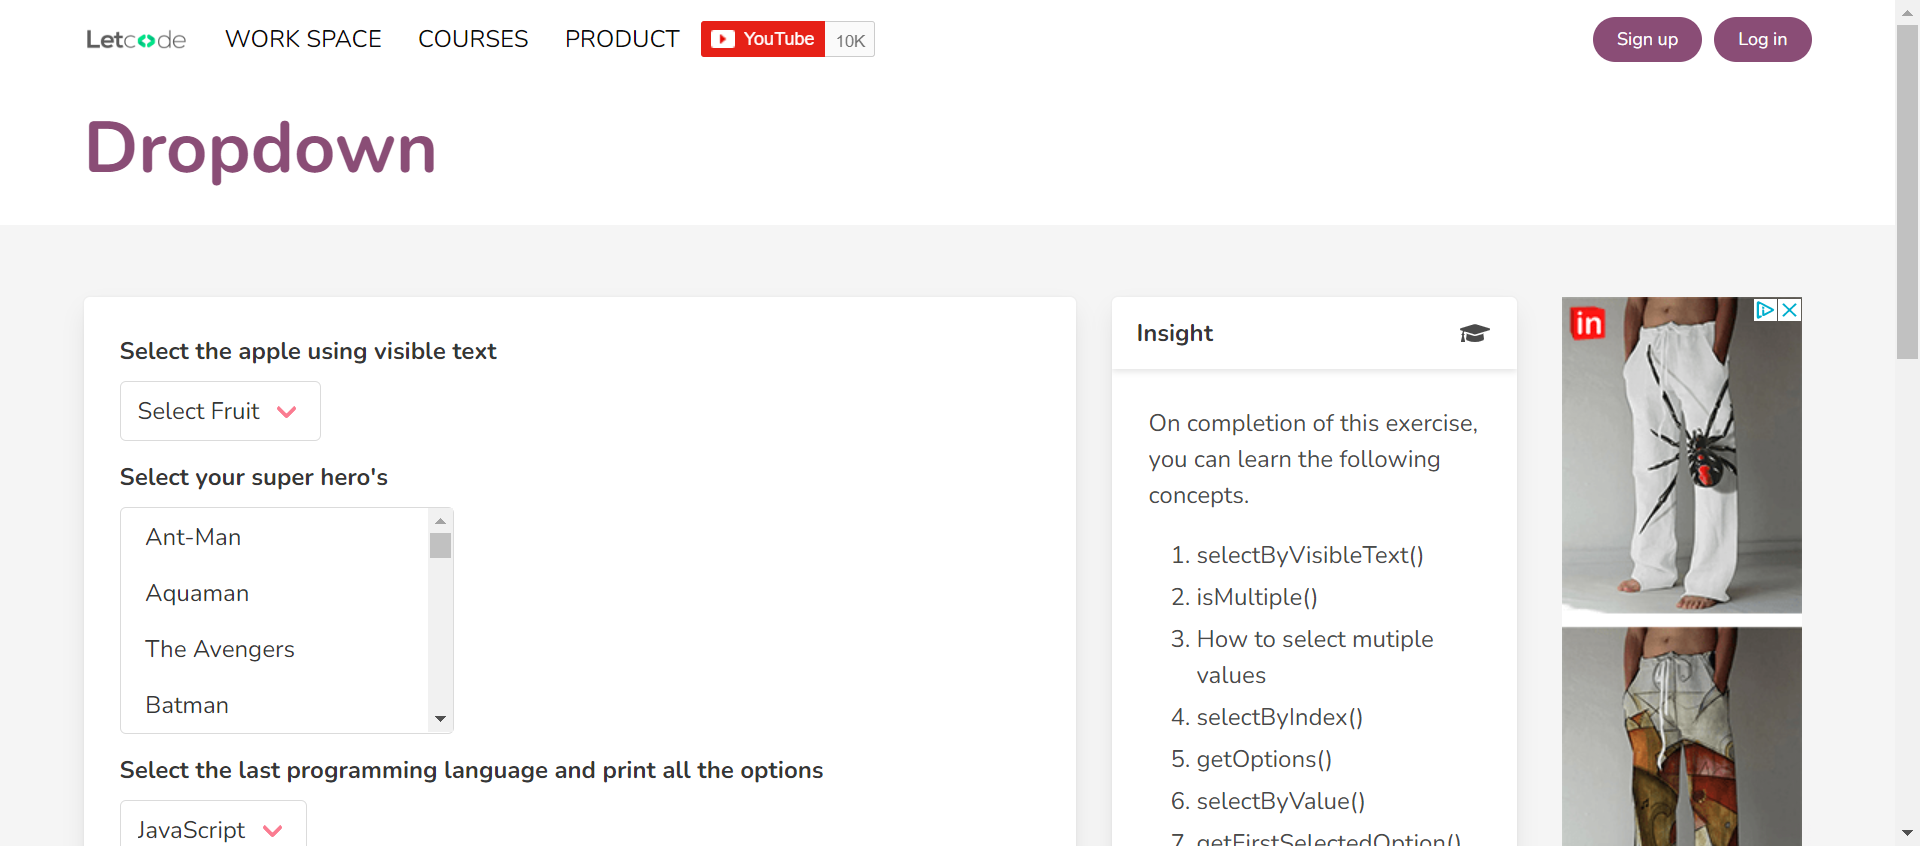 Letcode WORK SPACE COURSES PRODUCT YouTube 10K Sign up Log in
Dropdown
Select the apple using visible text
Select Fruit
Select your super hero's
Ant-Man
Aquaman
The Avengers
Batman
Select the last programming language and print all the options
JavaScript
Insight
On completion of this exercise,
you can learn the following
concepts.
1. selectByVisibleText()
2. isMultiple()
3. How to select mutiple
values
4. selectByIndex()
5. getOptions()
6. selectByValue()
7. getFirstSelectedOption()
in